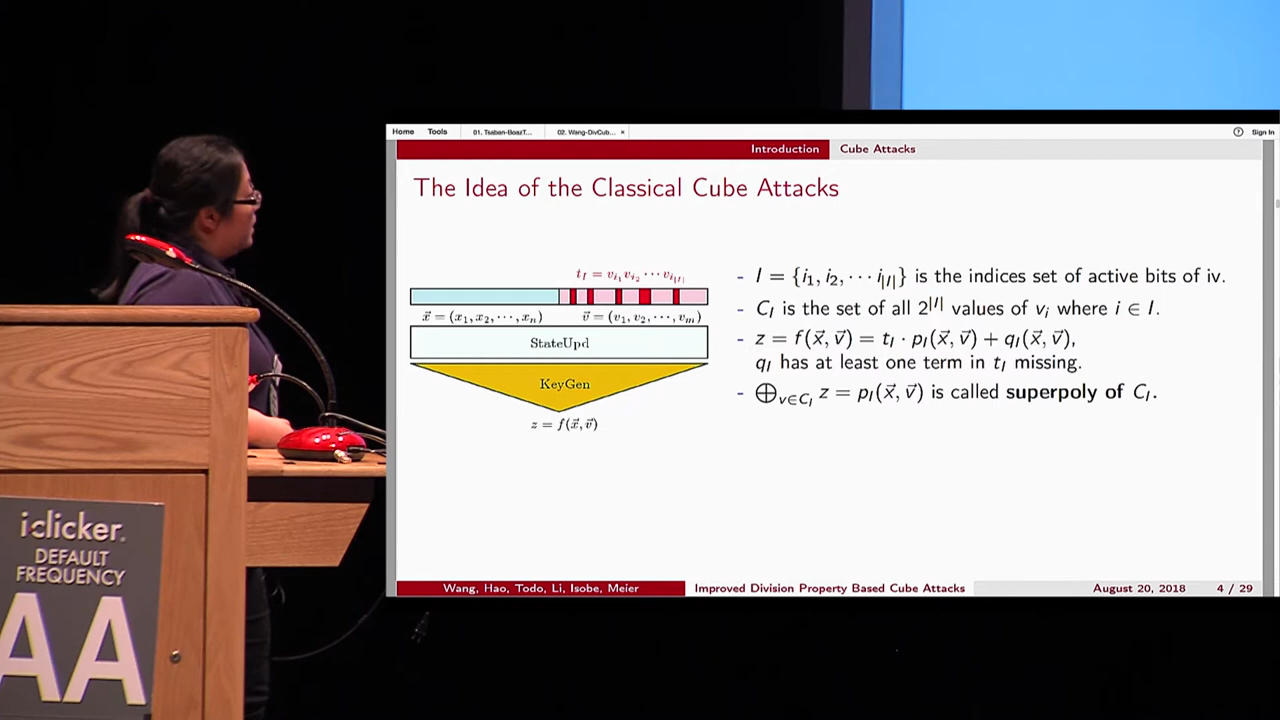 Home Tools 01. Tsaban-BoazT... 02. Wang-DivCub... × ? Sign In
Introduction Cube Attacks
The Idea of the Classical Cube Attacks
t_I = v_{i_1} v_{i_2} ⋯ v_{i_{|I|}}
x⃗ = (x_1, x_2, ⋯, x_n) v⃗ = (v_1, v_2, ⋯, v_m)
StateUpd
KeyGen
z = f(x⃗, v⃗)
- I = {i_1, i_2, ⋯ i_{|I|}} is the indices set of active bits of iv.
- C_I is the set of all 2^{|I|} values of v_i where i ∈ I.
- z = f(x⃗, v⃗) = t_I · p_I(x⃗, v⃗) + q_I(x⃗, v⃗),
q_I has at least one term in t_I missing.
- ⊕_{v∈C_I} z = p_I(x⃗, v⃗) is called superpoly of C_I.
Wang, Hao, Todo, Li, Isobe, Meier Improved Division Property Based Cube Attacks August 20, 2018 4 / 29
iclicker.
DEFAULT
FREQUENCY
AA